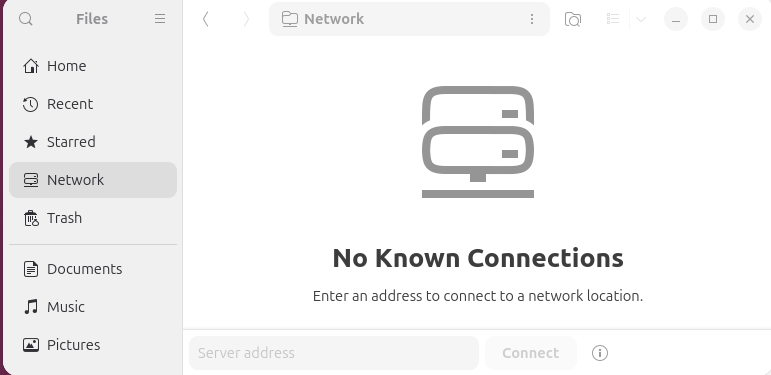 Files
Network
Home
Recent
Starred
Network
Trash
Documents
Music
Pictures
No Known Connections
Enter an address to connect to a network location.
Server address
Connect